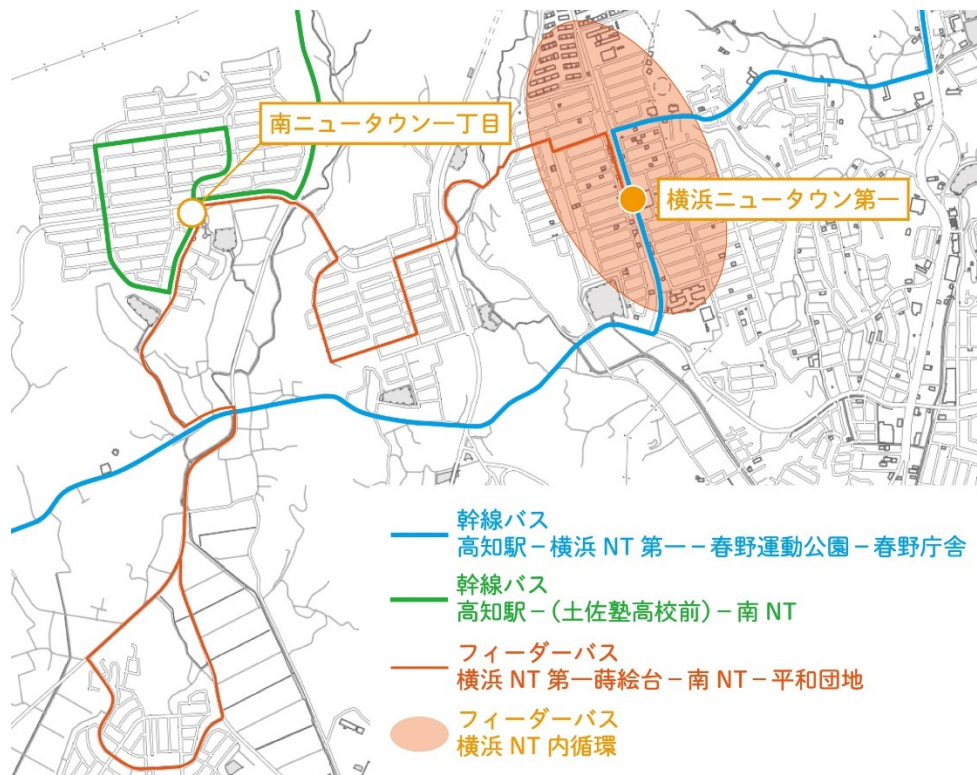 南ニュータウン一丁目
横浜ニュータウン第一
幹線バス
高知駅－横浜 NT 第一－春野運動公園－春野庁舎
幹線バス
高知駅－（土佐塾高校前）－南 NT
フィーダーバス
横浜 NT 第一蒔絵台－南 NT－平和団地
フィーダーバス
横浜 NT 内循環